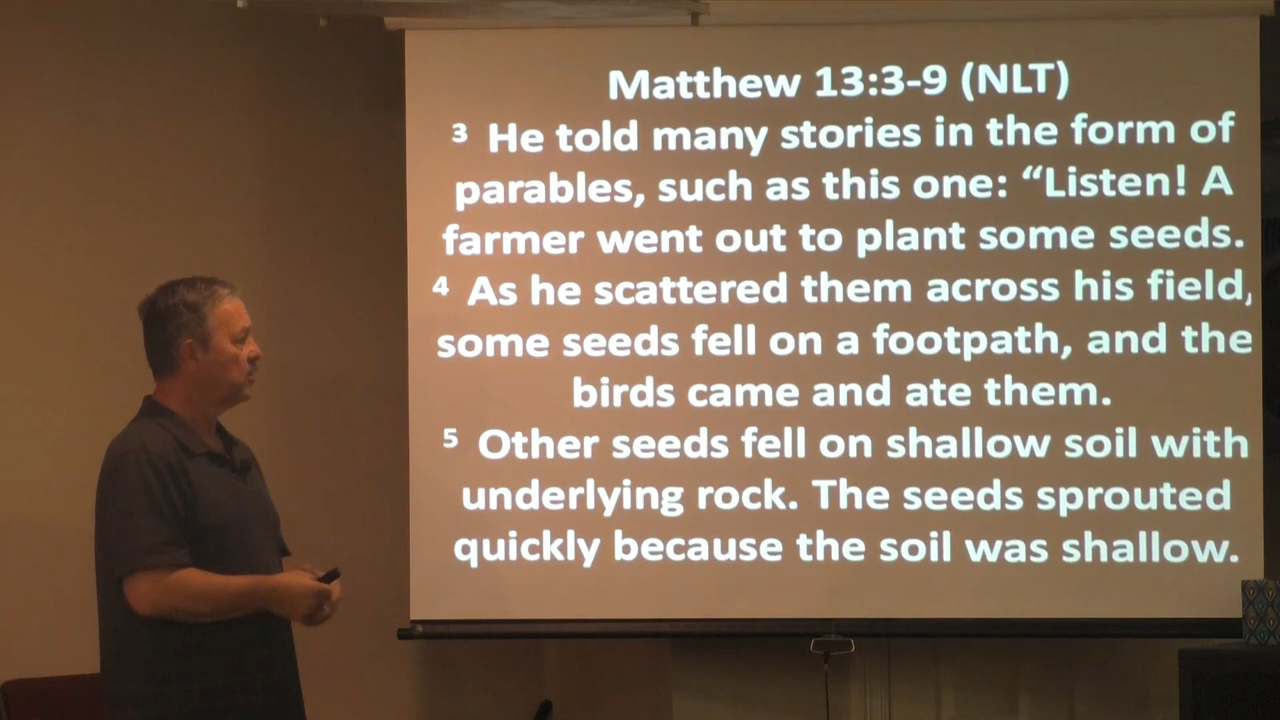 Matthew 13:3-9 (NLT)
3 He told many stories in the form of
parables, such as this one: “Listen! A
farmer went out to plant some seeds.
4 As he scattered them across his field,
some seeds fell on a footpath, and the
birds came and ate them.
5 Other seeds fell on shallow soil with
underlying rock. The seeds sprouted
quickly because the soil was shallow.